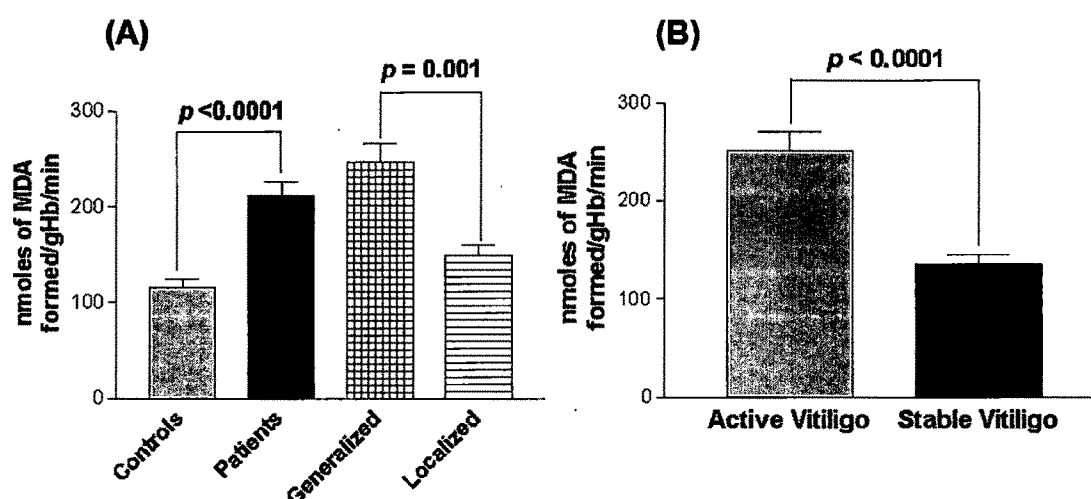 (A)
p <0.0001
p = 0.001
300
200
100
0
nmoles of MDA
formed/gHb/min
Controls
Patients
Generalized
Localized
(B)
p < 0.0001
300
200
100
0
nmoles of MDA
formed/gHb/min
Active Vitiligo
Stable Vitiligo